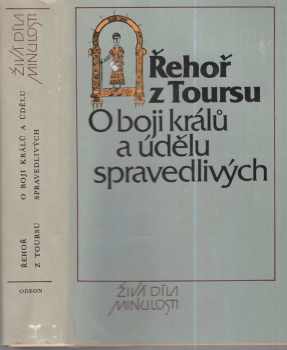 ŽIVÁ DÍLA
MINULOSTI
O BOJI KRÁLŮ A ÚDĚLU
SPRAVEDLIVÝCH
ŘEHOŘ
Z TOURSU
ODEON
Řehoř
z Toursu
O boji králů
a údělu
spravedlivých
ŽIVÁ DÍLA
MINULOSTI